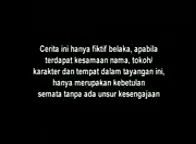 Cerita ini hanya fiktif belaka, apabila
terdapat kesamaan nama, tokoh/
karakter dan tempat dalam tayangan ini,
hanya merupakan kebetulan
semata tanpa ada unsur kesengajaan